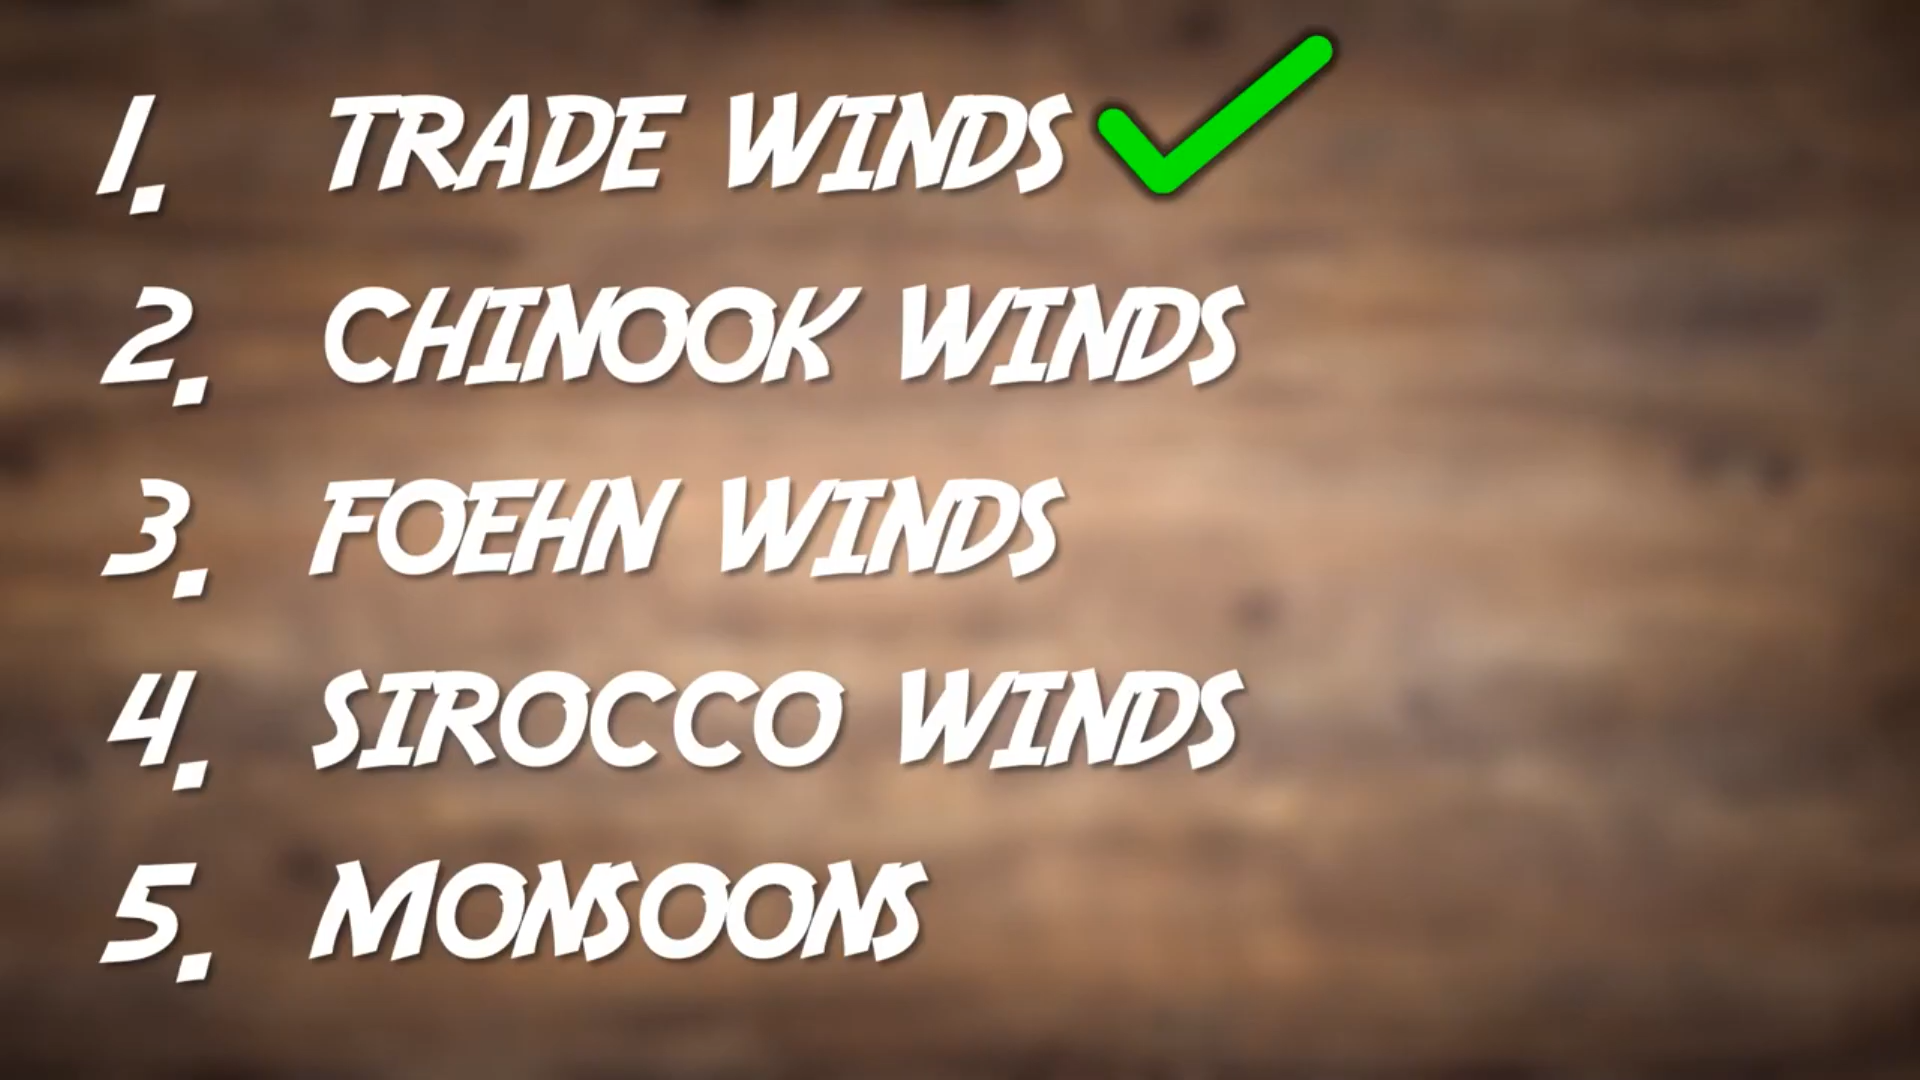 1. TRADE WINDS
2. CHINOOK WINDS
3. FOEHN WINDS
4. SIROCCO WINDS
5. MONSOONS